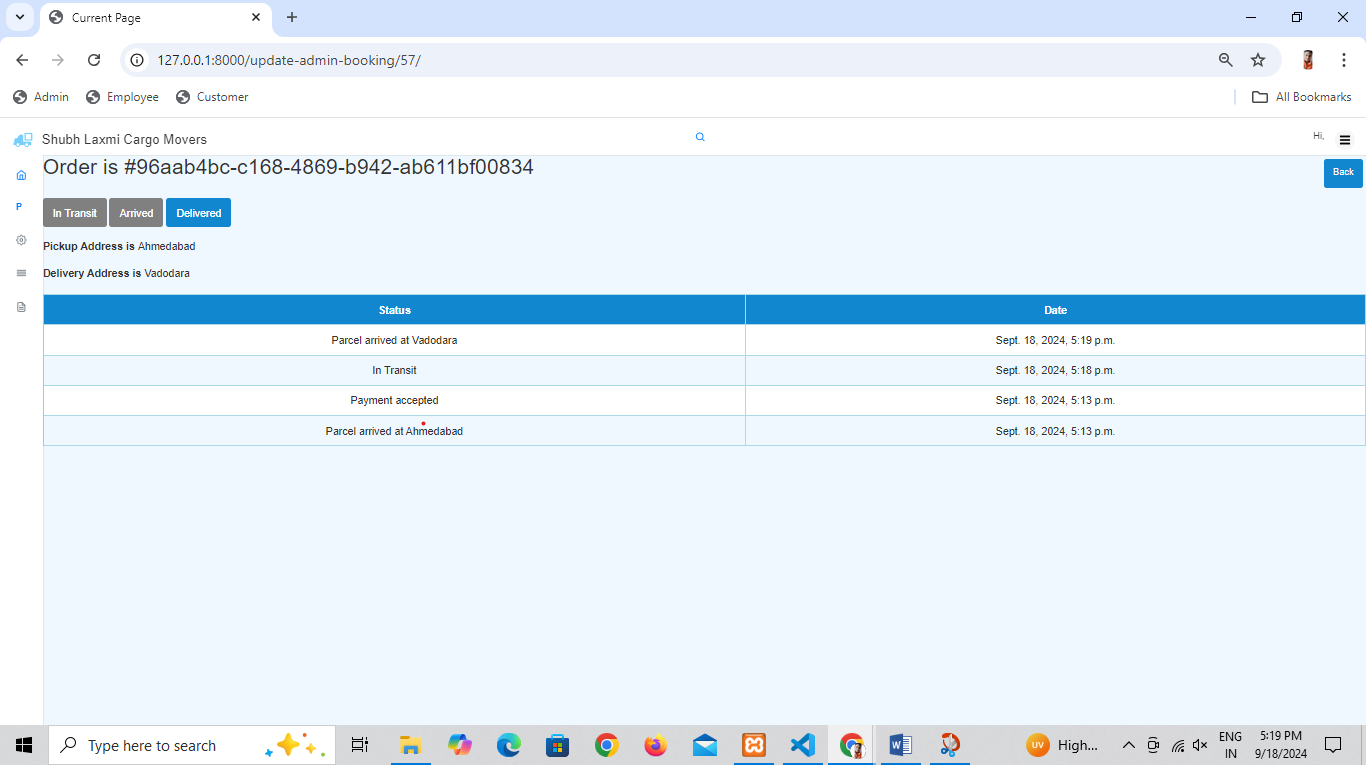 Current Page
127.0.0.1:8000/update-admin-booking/57/
Admin Employee Customer All Bookmarks
Shubh Laxmi Cargo Movers Hi,
Order is #96aab4bc-c168-4869-b942-ab611bf00834
Back
P
In Transit Arrived Delivered
Pickup Address is Ahmedabad
Delivery Address is Vadodara
Status Date
Parcel arrived at Vadodara Sept. 18, 2024, 5:19 p.m.
In Transit Sept. 18, 2024, 5:18 p.m.
Payment accepted Sept. 18, 2024, 5:13 p.m.
Parcel arrived at Ahmedabad Sept. 18, 2024, 5:13 p.m.
Type here to search UV High... ENG 5:19 PM
IN 9/18/2024